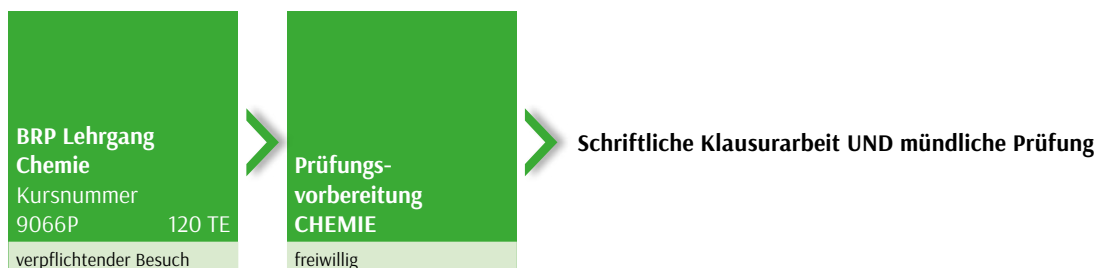 BRP Lehrgang
Chemie
Kursnummer
9066P 120 TE
verpflichtender Besuch
Prüfungs-
vorbereitung
CHEMIE
freiwillig
Schriftliche Klausurarbeit UND mündliche Prüfung